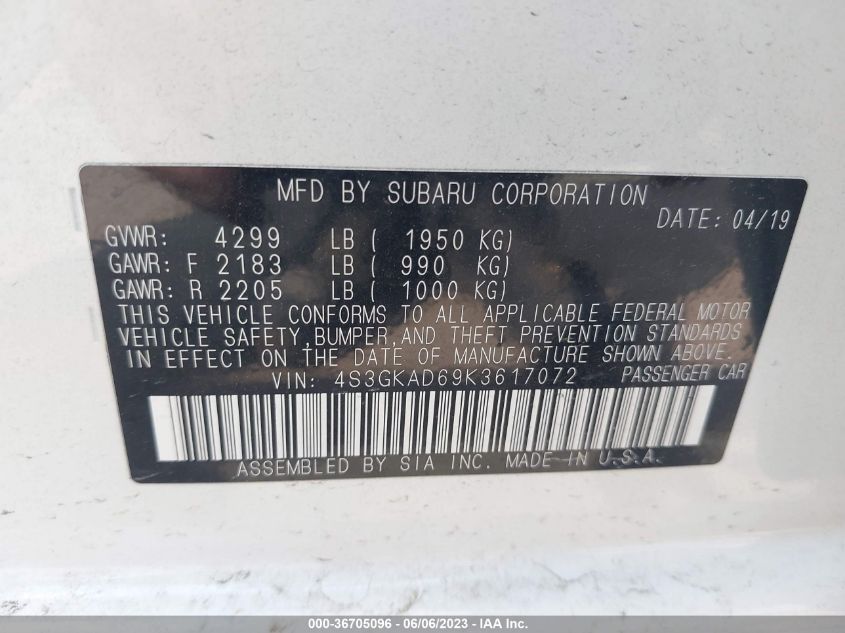 MFD BY SUBARU CORPORATION
DATE: 04/19
GVWR: 4299 LB ( 1950 KG)
GAWR: F 2183 LB ( 990 KG)
GAWR: R 2205 LB ( 1000 KG)
THIS VEHICLE CONFORMS TO ALL APPLICABLE FEDERAL MOTOR
VEHICLE SAFETY,BUMPER,AND THEFT PREVENTION STANDARDS
IN EFFECT ON THE DATE OF MANUFACTURE SHOWN ABOVE.
VIN: 4S3GKAD69K3617072 PASSENGER CAR
ASSEMBLED BY SIA INC. MADE IN U.S.A.
000-36705096 - 06/06/2023 - IAA Inc.